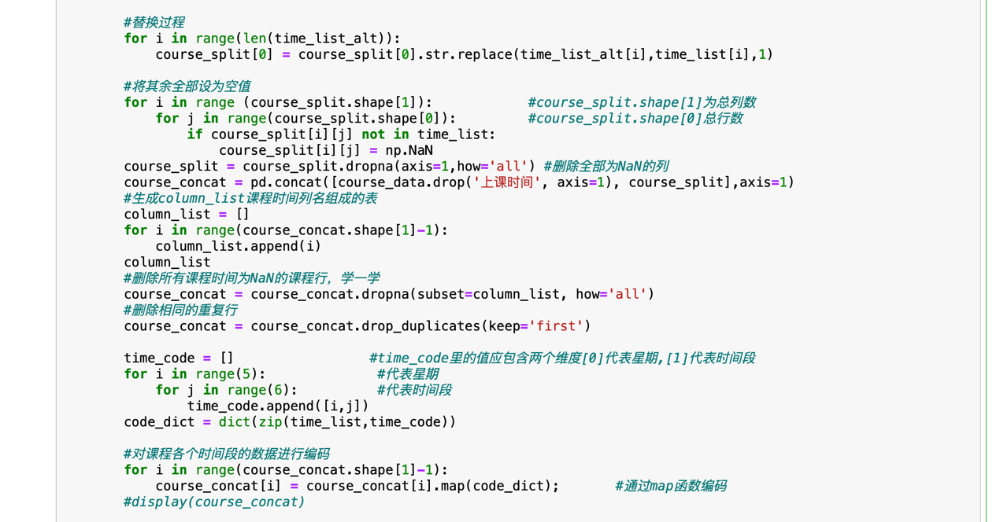 #替换过程
for i in range(len(time_list_alt)):
    course_split[0] = course_split[0].str.replace(time_list_alt[i],time_list[i],1)
#将其余全部设为空值
for i in range (course_split.shape[1]):            #course_split.shape[1]为总列数
    for j in range(course_split.shape[0]):         #course_split.shape[0]总行数
        if course_split[i][j] not in time_list:
            course_split[i][j] = np.NaN
course_split = course_split.dropna(axis=1,how='all') #删除全部为NaN的列
course_concat = pd.concat([course_data.drop('上课时间', axis=1), course_split],axis=1)
#生成column_list课程时间列名组成的表
column_list = []
for i in range(course_concat.shape[1]-1):
    column_list.append(i)
column_list
#删除所有课程时间为NaN的课程行，学一学
course_concat = course_concat.dropna(subset=column_list, how='all')
#删除相同的重复行
course_concat = course_concat.drop_duplicates(keep='first')
time_code = []                 #time_code里的值应包含两个维度[0]代表星期,[1]代表时间段
for i in range(5):              #代表星期
    for j in range(6):          #代表时间段
        time_code.append([i,j])
code_dict = dict(zip(time_list,time_code))
#对课程各个时间段的数据进行编码
for i in range(course_concat.shape[1]-1):
    course_concat[i] = course_concat[i].map(code_dict);       #通过map函数编码
#display(course_concat)